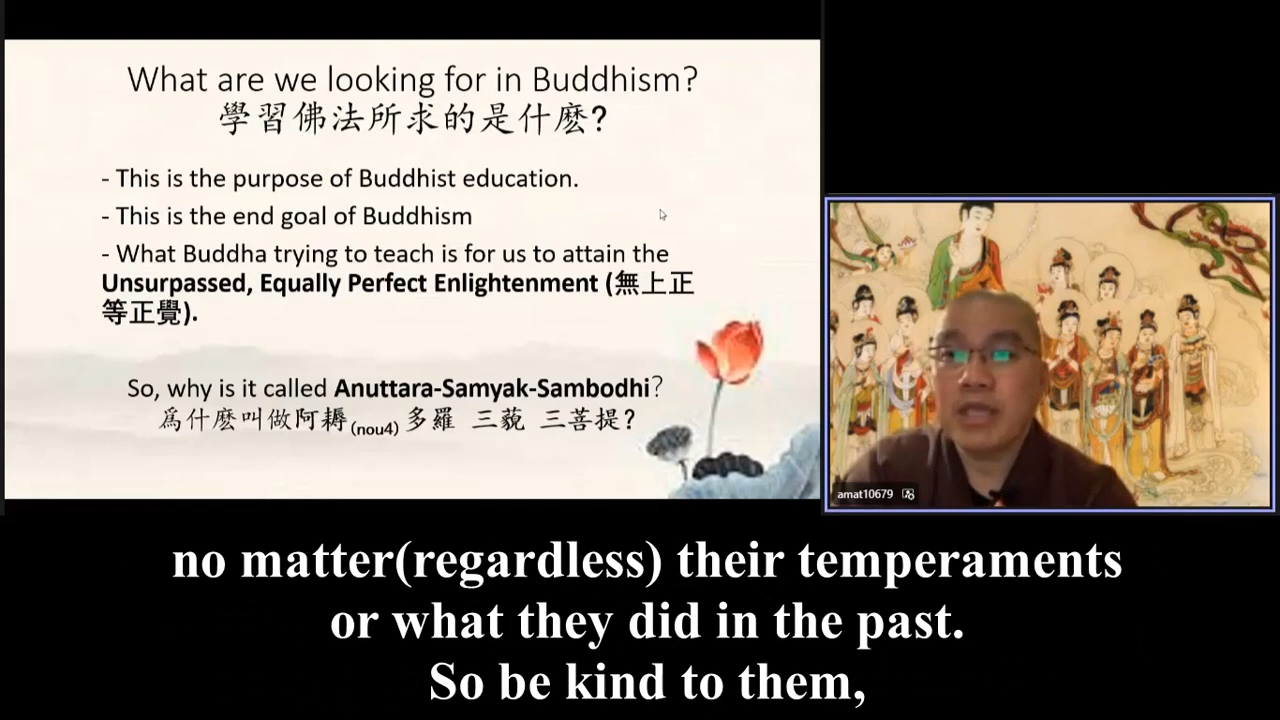 What are we looking for in Buddhism?
學習佛法所求的是什麽?
- This is the purpose of Buddhist education.
- This is the end goal of Buddhism
- What Buddha trying to teach is for us to attain the
Unsurpassed, Equally Perfect Enlightenment (無上正
等正覺).
So, why is it called Anuttara-Samyak-Sambodhi?
爲什麽叫做阿耨(nou4) 多羅 三藐 三菩提?
amat10679
no matter(regardless) their temperaments
or what they did in the past.
So be kind to them,